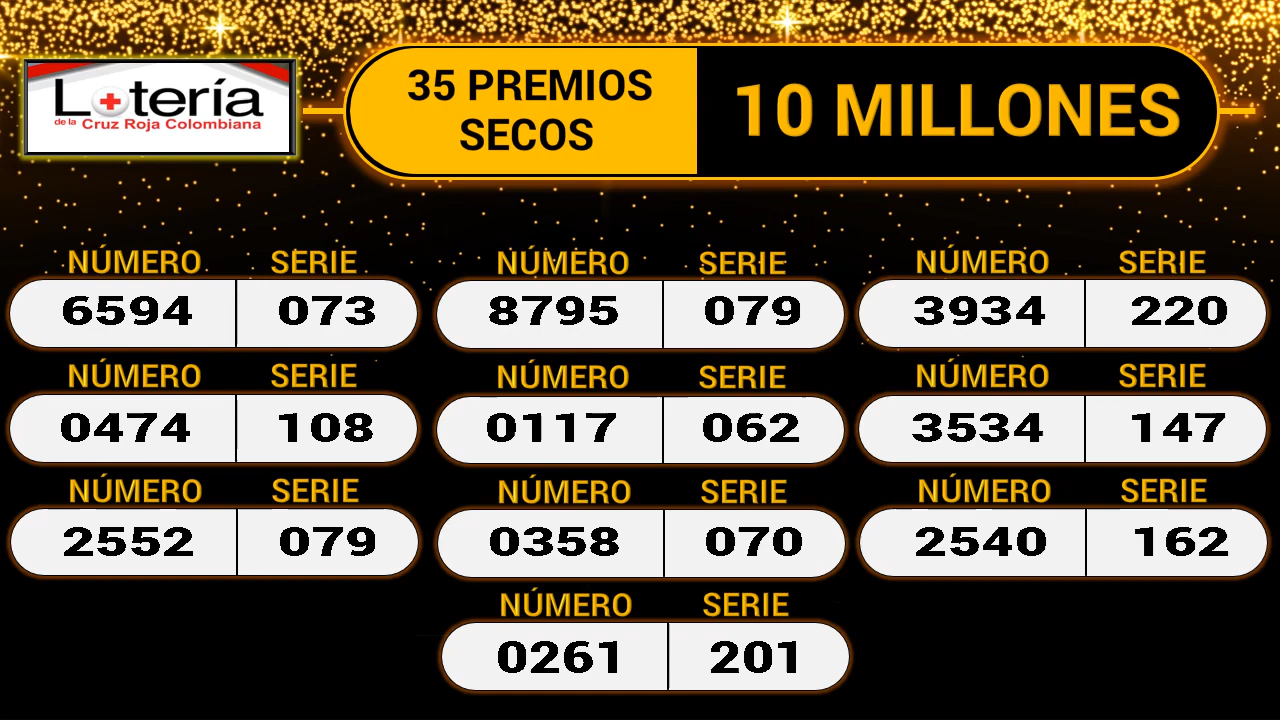 Lotería
de la Cruz Roja Colombiana
35 PREMIOS
SECOS
10 MILLONES
NÚMERO SERIE NÚMERO SERIE NÚMERO SERIE
6594 073 8795 079 3934 220
NÚMERO SERIE NÚMERO SERIE NÚMERO SERIE
0474 108 0117 062 3534 147
NÚMERO SERIE NÚMERO SERIE NÚMERO SERIE
2552 079 0358 070 2540 162
NÚMERO SERIE
0261 201